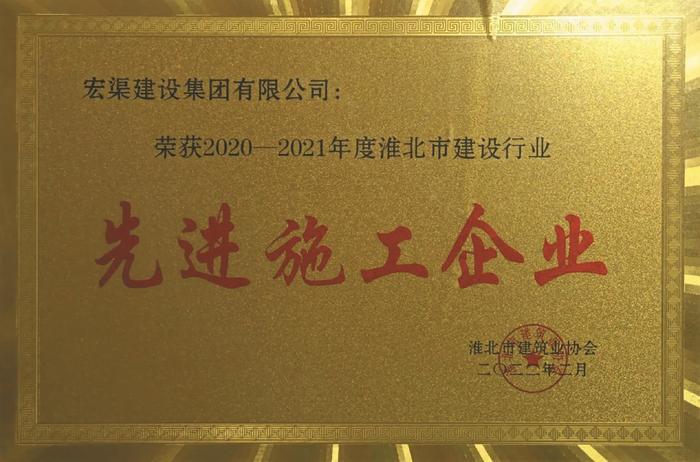 宏渠建设集团有限公司：
荣获2020—2021年度淮北市建设行业
先进施工企业
淮北市建筑业协会
二〇二二年二月